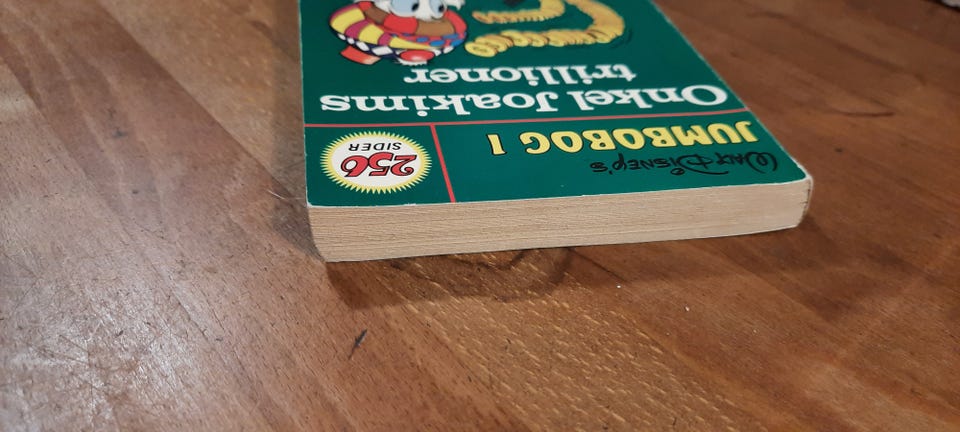 WALT DISNEY'S
JUMBOBOG 1
256
SIDER
Onkel Joakims
trillioner